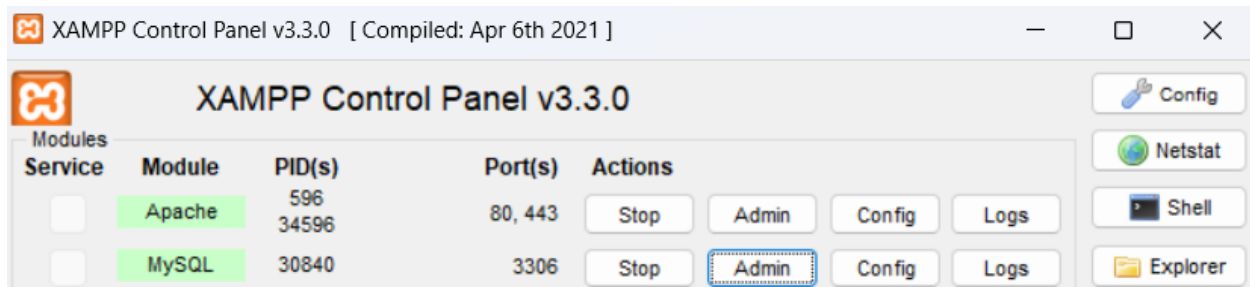 XAMPP Control Panel v3.3.0 [ Compiled: Apr 6th 2021 ]
XAMPP Control Panel v3.3.0
Config
Modules
Netstat
Service Module PID(s) Port(s) Actions
Apache 596 34596 80, 443 Stop Admin Config Logs
Shell
MySQL 30840 3306 Stop Admin Config Logs
Explorer